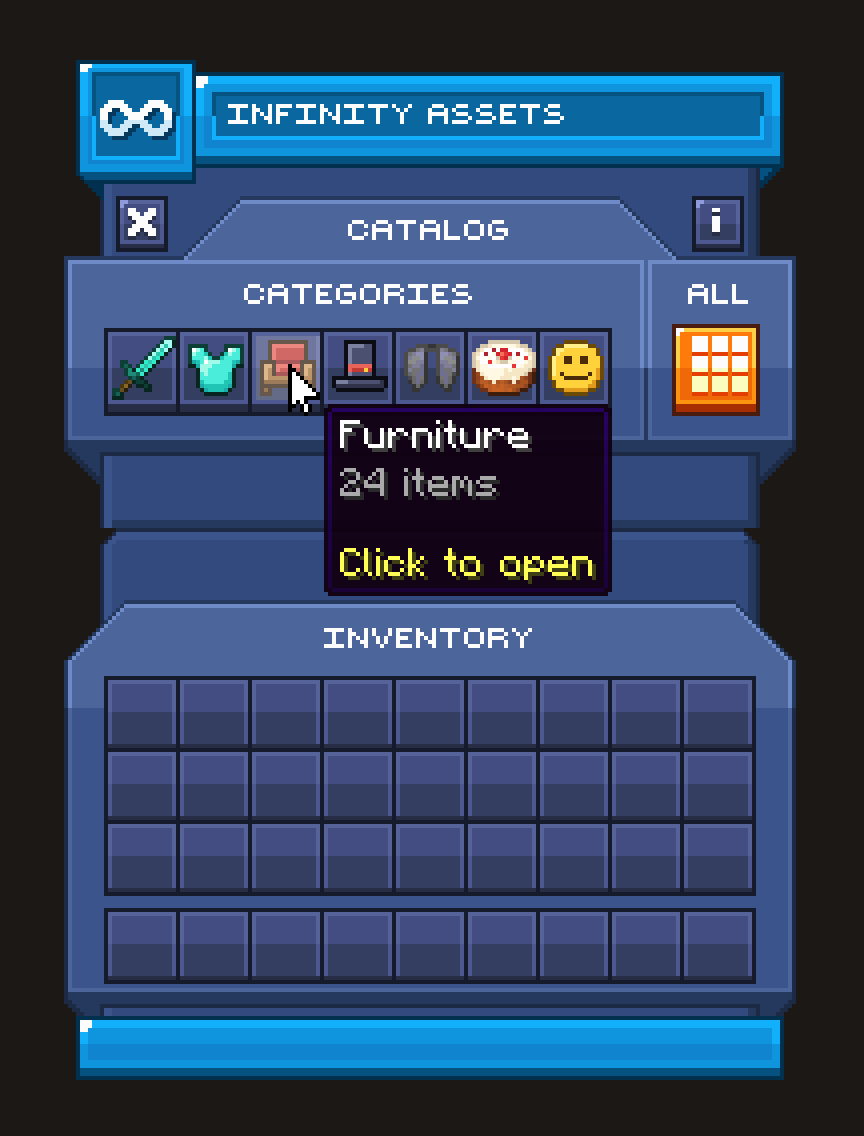 INFINITY ASSETS
X
i
CATALOG
CATEGORIES
ALL
Furniture
24 items
Click to open
INVENTORY